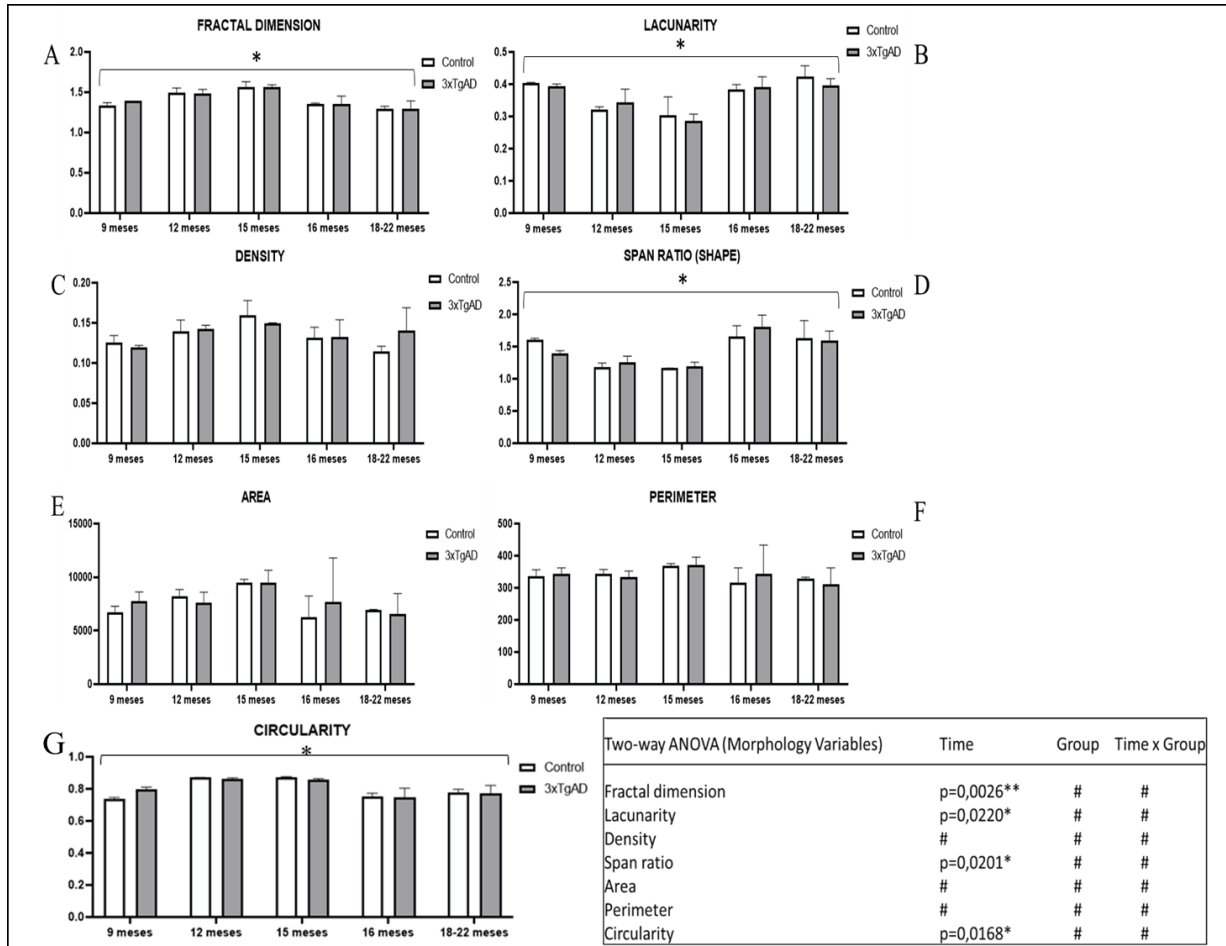 A
FRACTAL DIMENSION
*
Control
3xTgAD
2.0
1.5
1.0
0.5
0.0
9 meses 12 meses 15 meses 16 meses 18-22 meses
LACUNARITY
B
*
Control
3xTgAD
0.5
0.4
0.3
0.2
0.1
0.0
9 meses 12 meses 15 meses 16 meses 18-22 meses
C
DENSITY
Control
3xTgAD
0.20
0.15
0.10
0.05
0.00
9 meses 12 meses 15 meses 16 meses 18-22 meses
SPAN RATIO (SHAPE)
D
*
Control
3xTgAD
2.5
2.0
1.5
1.0
0.5
0.0
9 meses 12 meses 15 meses 16 meses 18-22 meses
E
AREA
Control
3xTgAD
15000
10000
5000
0
9 meses 12 meses 15 meses 16 meses 18-22 meses
PERIMETER
F
Control
3xTgAD
500
400
300
200
100
0
9 meses 12 meses 15 meses 16 meses 18-22 meses
G
CIRCULARITY
*
Control
3xTgAD
1.0
0.8
0.6
0.4
0.2
0.0
9 meses 12 meses 15 meses 16 meses 18-22 meses
Two-way ANOVA (Morphology Variables) Time Group Time x Group
Fractal dimension p=0,0026** # #
Lacunarity p=0,0220* # #
Density # # #
Span ratio p=0,0201* # #
Area # # #
Perimeter # # #
Circularity p=0,0168* # #